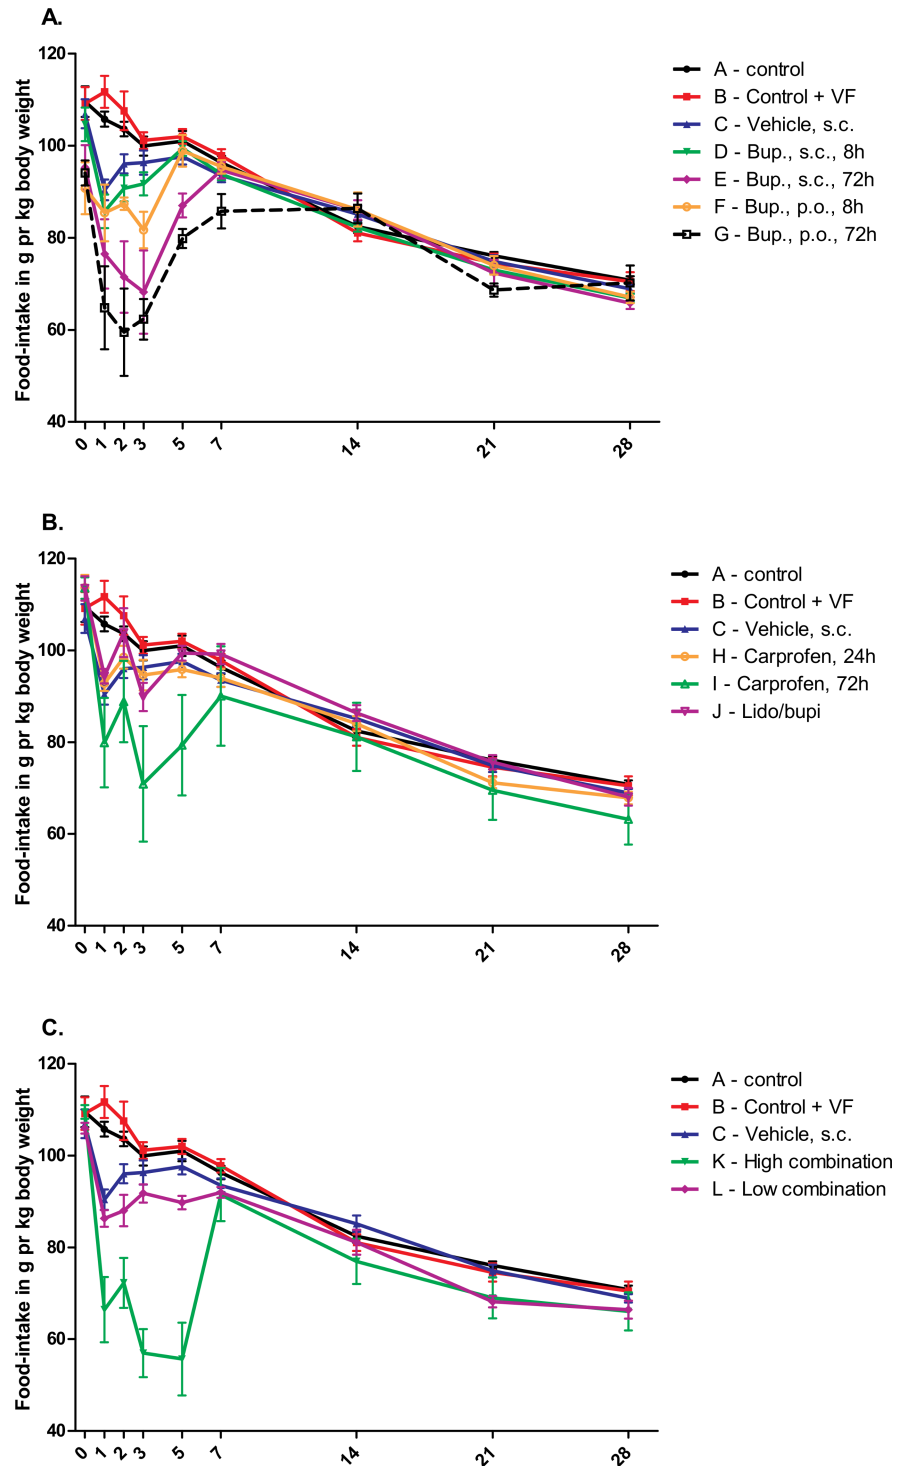 A.
Food-intake in g pr kg body weight
120
100
80
60
40
0 1 2 3 5 7 14 21 28
A - control
B - Control + VF
C - Vehicle, s.c.
D - Bup., s.c., 8h
E - Bup., s.c., 72h
F - Bup., p.o., 8h
G - Bup., p.o., 72h
B.
Food-intake in g pr kg body weight
120
100
80
60
40
0 1 2 3 5 7 14 21 28
A - control
B - Control + VF
C - Vehicle, s.c.
H - Carprofen, 24h
I - Carprofen, 72h
J - Lido/bupi
C.
Food-intake in g pr kg body weight
120
100
80
60
40
0 1 2 3 5 7 14 21 28
A - control
B - Control + VF
C - Vehicle, s.c.
K - High combination
L - Low combination